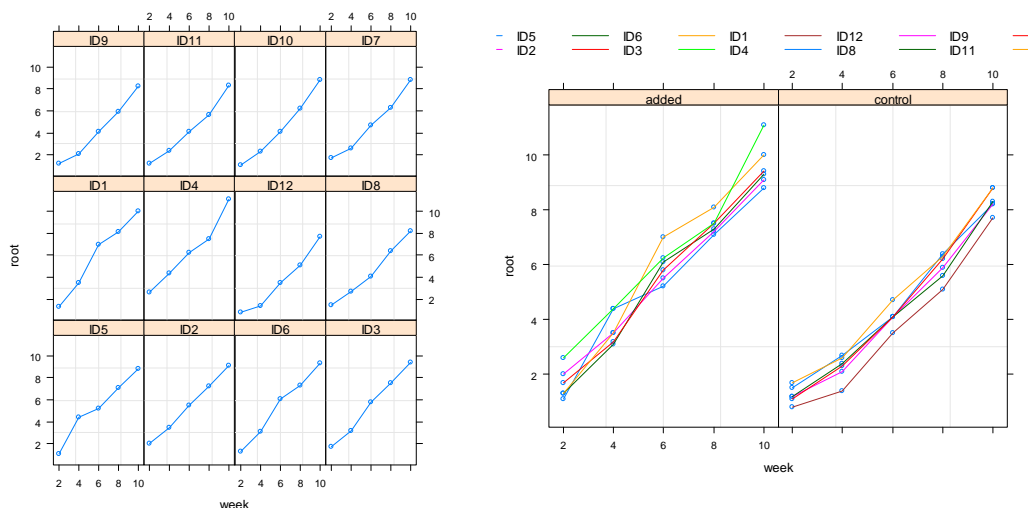 2 4 6 8 10 2 4 6 8 10
ID9 ID11 ID10 ID7
10
8
6
4
2
ID1 ID4 ID12 ID8
10
8
6
4
2
ID5 ID2 ID6 ID3
10
8
6
4
2
root
2 4 6 8 10 2 4 6 8 10
week
ID5 ID6 ID1 ID12 ID9
ID2 ID3 ID4 ID8 ID11
2 4 6 8 10
added control
10
8
6
4
2
root
2 4 6 8 10
week